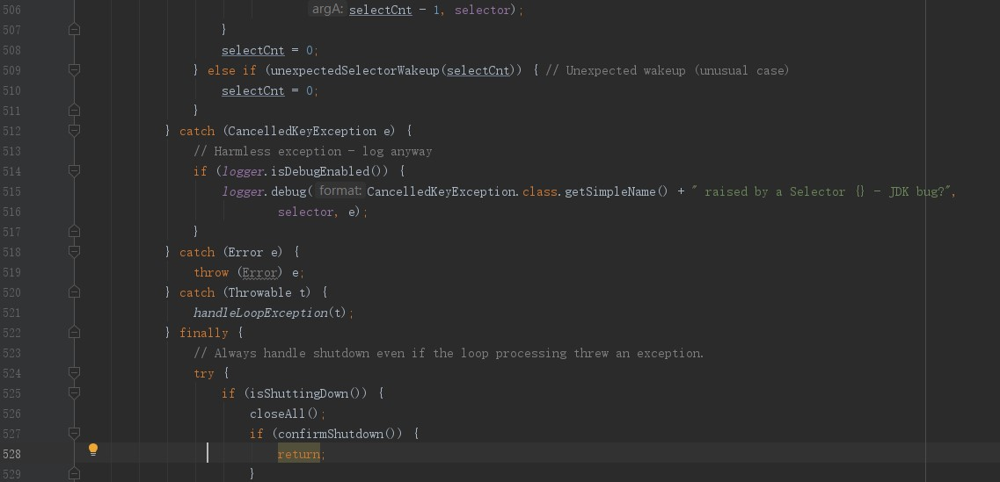 506 argA: selectCnt - 1, selector);
507 }
508 selectCnt = 0;
509 } else if (unexpectedSelectorWakeup(selectCnt)) { // Unexpected wakeup (unusual case)
510 selectCnt = 0;
511 }
512 } catch (CancelledKeyException e) {
513 // Harmless exception - log anyway
514 if (logger.isDebugEnabled()) {
515 logger.debug( format: CancelledKeyException.class.getSimpleName() + " raised by a Selector {} - JDK bug?",
516 selector, e);
517 }
518 } catch (Error e) {
519 throw (Error) e;
520 } catch (Throwable t) {
521 handleLoopException(t);
522 } finally {
523 // Always handle shutdown even if the loop processing threw an exception.
524 try {
525 if (isShuttingDown()) {
526 closeAll();
527 if (confirmShutdown()) {
528 return;
529 }